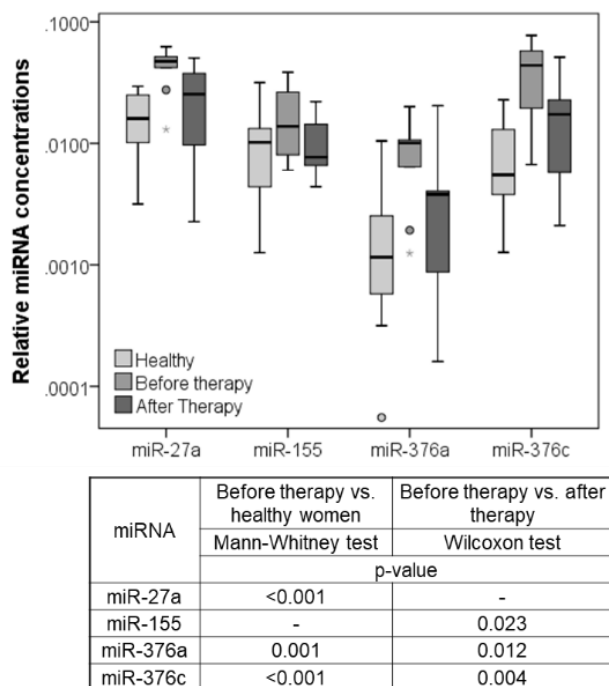 Relative miRNA concentrations
.1000
.0100
.0010
.0001
Healthy
Before therapy
After Therapy
miR-27a miR-155 miR-376a miR-376c
miRNA Before therapy vs. healthy women Before therapy vs. after therapy
Mann-Whitney test Wilcoxon test
p-value
miR-27a <0.001 -
miR-155 - 0.023
miR-376a 0.001 0.012
miR-376c <0.001 0.004